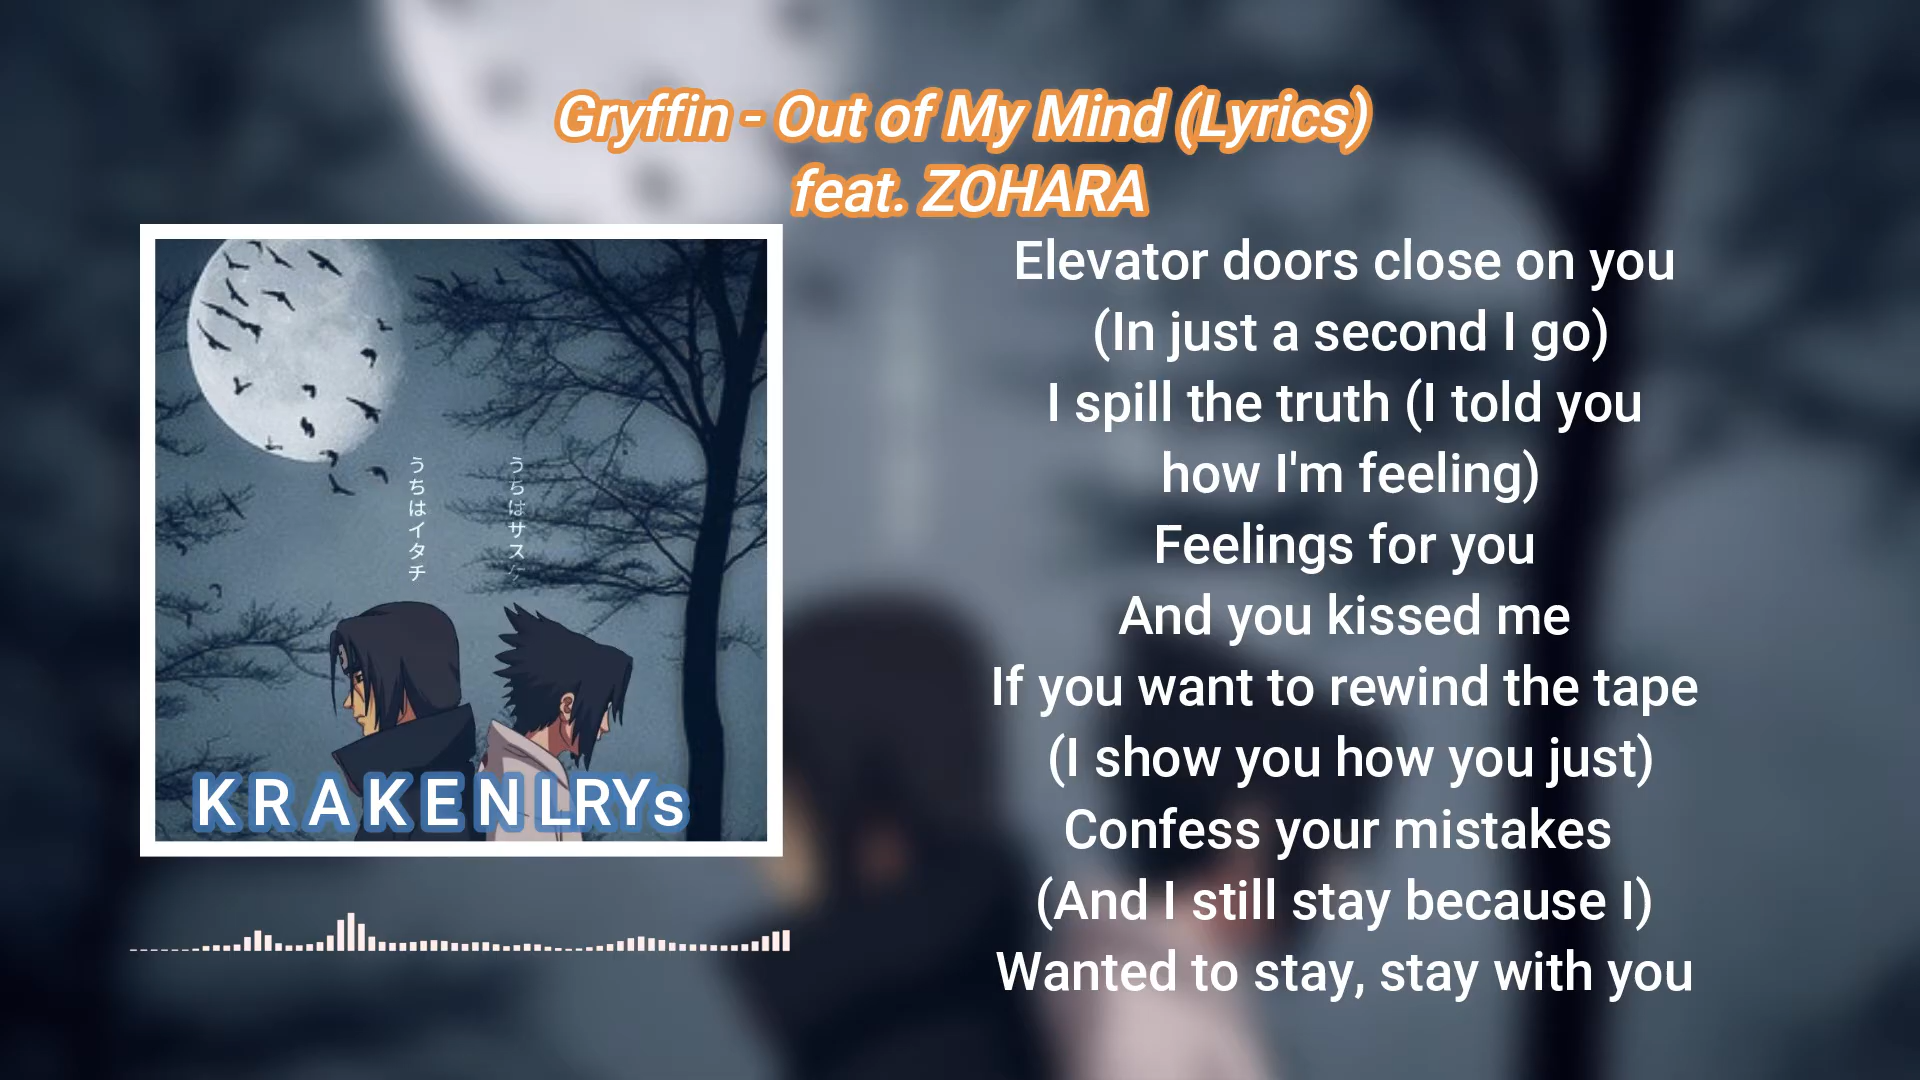 Gryffin - Out of My Mind (Lyrics)
feat. ZOHARA
うちはイタチ
うちはサスケ
K R A K E N LRYs
Elevator doors close on you
(In just a second I go)
I spill the truth (I told you
how I'm feeling)
Feelings for you
And you kissed me
If you want to rewind the tape
(I show you how you just)
Confess your mistakes
(And I still stay because I)
Wanted to stay, stay with you